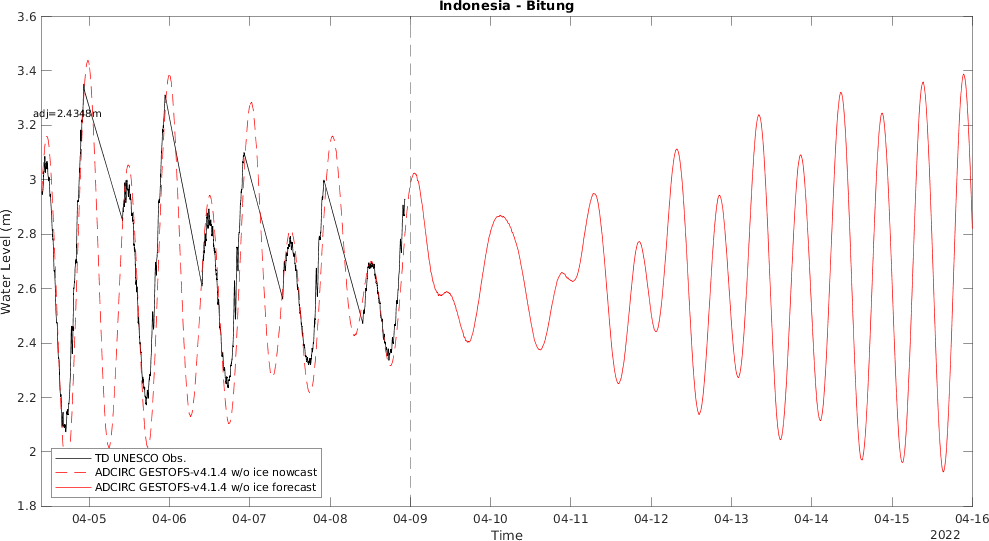 Indonesia - Bitung
3.6
3.4
3.2
3
2.8
2.6
2.4
2.2
2
1.8
Water Level (m)
adj=2.4348m
TD UNESCO Obs.
ADCIRC GESTOFS-v4.1.4 w/o ice nowcast
ADCIRC GESTOFS-v4.1.4 w/o ice forecast
04-05 04-06 04-07 04-08 04-09 04-10 04-11 04-12 04-13 04-14 04-15 04-16
Time
2022